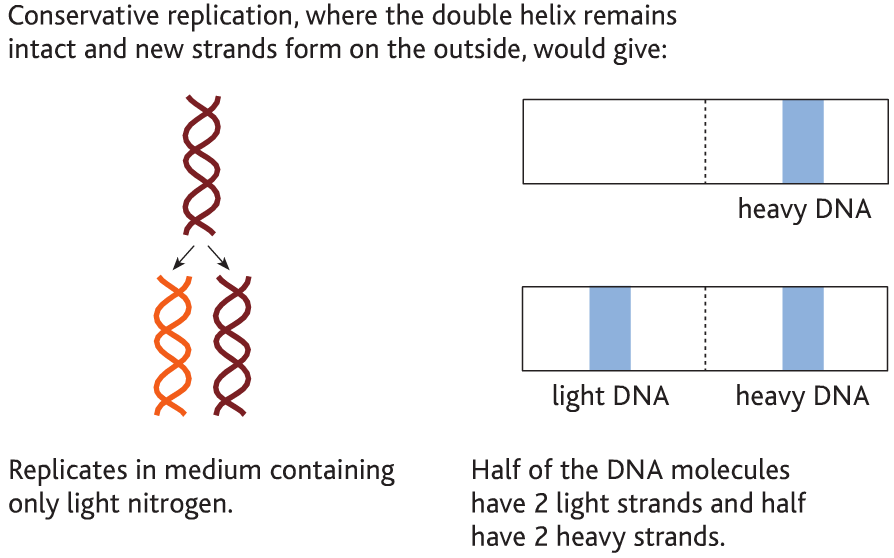 Conservative replication, where the double helix remains
intact and new strands form on the outside, would give:
heavy DNA
light DNA
heavy DNA
Replicates in medium containing
only light nitrogen.
Half of the DNA molecules
have 2 light strands and half
have 2 heavy strands.